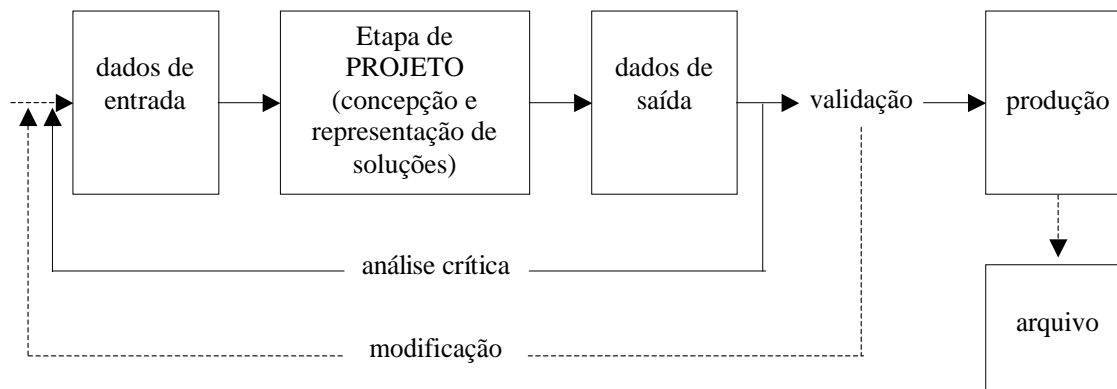 dados de
entrada
Etapa de
PROJETO
(concepção e
representação de
soluções)
dados de
saída
validação
produção
análise crítica
arquivo
modificação